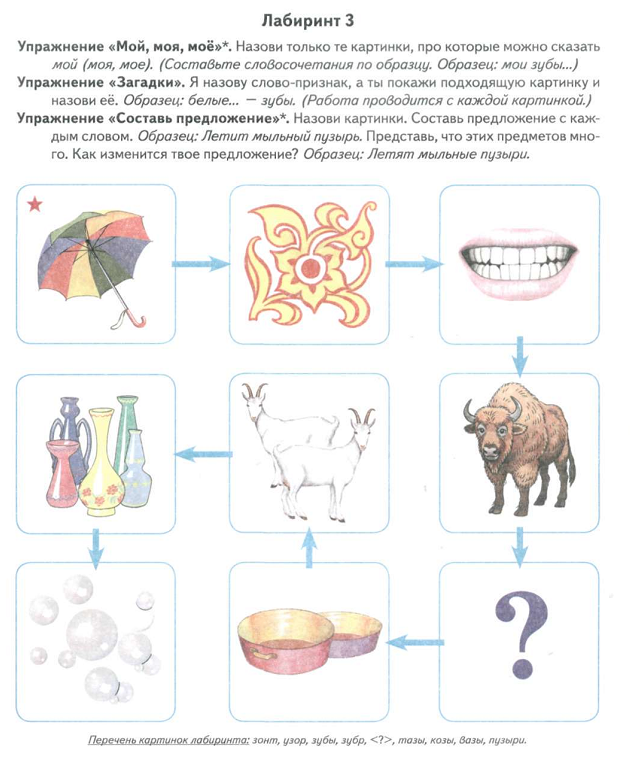 Лабиринт 3
Упражнение «Мой, моя, моё»*. Назови только те картинки, про которые можно сказать
мой (моя, мое). (Составьте словосочетания по образцу. Образец: мои зубы...)
Упражнение «Загадки». Я назову слово-признак, а ты покажи подходящую картинку и
назови её. Образец: белые... — зубы. (Работа проводится с каждой картинкой.)
Упражнение «Составь предложение»*. Назови картинки. Составь предложение с каж-
дым словом. Образец: Летит мыльный пузырь. Представь, что этих предметов мно-
го. Как изменится твое предложение? Образец: Летят мыльные пузыри.
?
Перечень картинок лабиринта: зонт, узор, зубы, зубр, <?>, тазы, козы, вазы, пузыри.